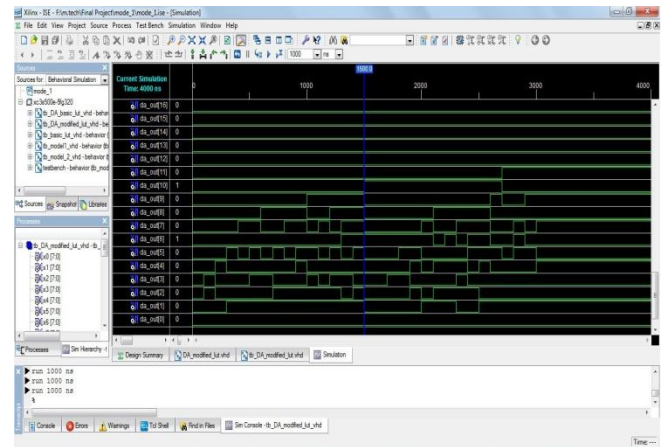 Xilinx - ISE - F:\m.tech\Final Project\mode_1\mode_1.ise - [Simulation]
File Edit View Project Source Process Test Bench Simulation Window Help
1000 ns
Sources
Sources for: Behavioral Simulation
mode_1
xc3s500e-5fg320
tb_DA_basic_lut_vhd - behav
tb_DA_modified_lut_vhd - be
tb_basic_lut_vhd - behavior
tb_model1_vhd - behavior (tb
tb_model_2_vhd - behavior (t
testbench - behavior (tb_mod
Sources Snapshot Libraries
Processes
tb_DA_modified_lut_vhd - tb_
x0 [7:0]
x1 [7:0]
x2 [7:0]
x3 [7:0]
x4 [7:0]
x5 [7:0]
x6 [7:0]
Processes Sim Hierarchy -t
Current Simulation
Time: 4000 ns
1500.0
0 1000 2000 3000 4000
da_out[16] 0
da_out[15] 0
da_out[14] 0
da_out[13] 0
da_out[12] 0
da_out[11] 0
da_out[10] 1
da_out[9] 0
da_out[8] 0
da_out[7] 0
da_out[6] 1
da_out[5] 0
da_out[4] 0
da_out[3] 0
da_out[2] 0
da_out[1] 0
da_out[0] 0
Design Summary DA_modified_lut.vhd tb_DA_modified_lut.vhd Simulation
run 1000 ns
run 1000 ns
run 1000 ns
%
Console Errors Warnings Tcl Shell Find in Files Sim Console - tb_DA_modified_lut_vhd
Time: ---